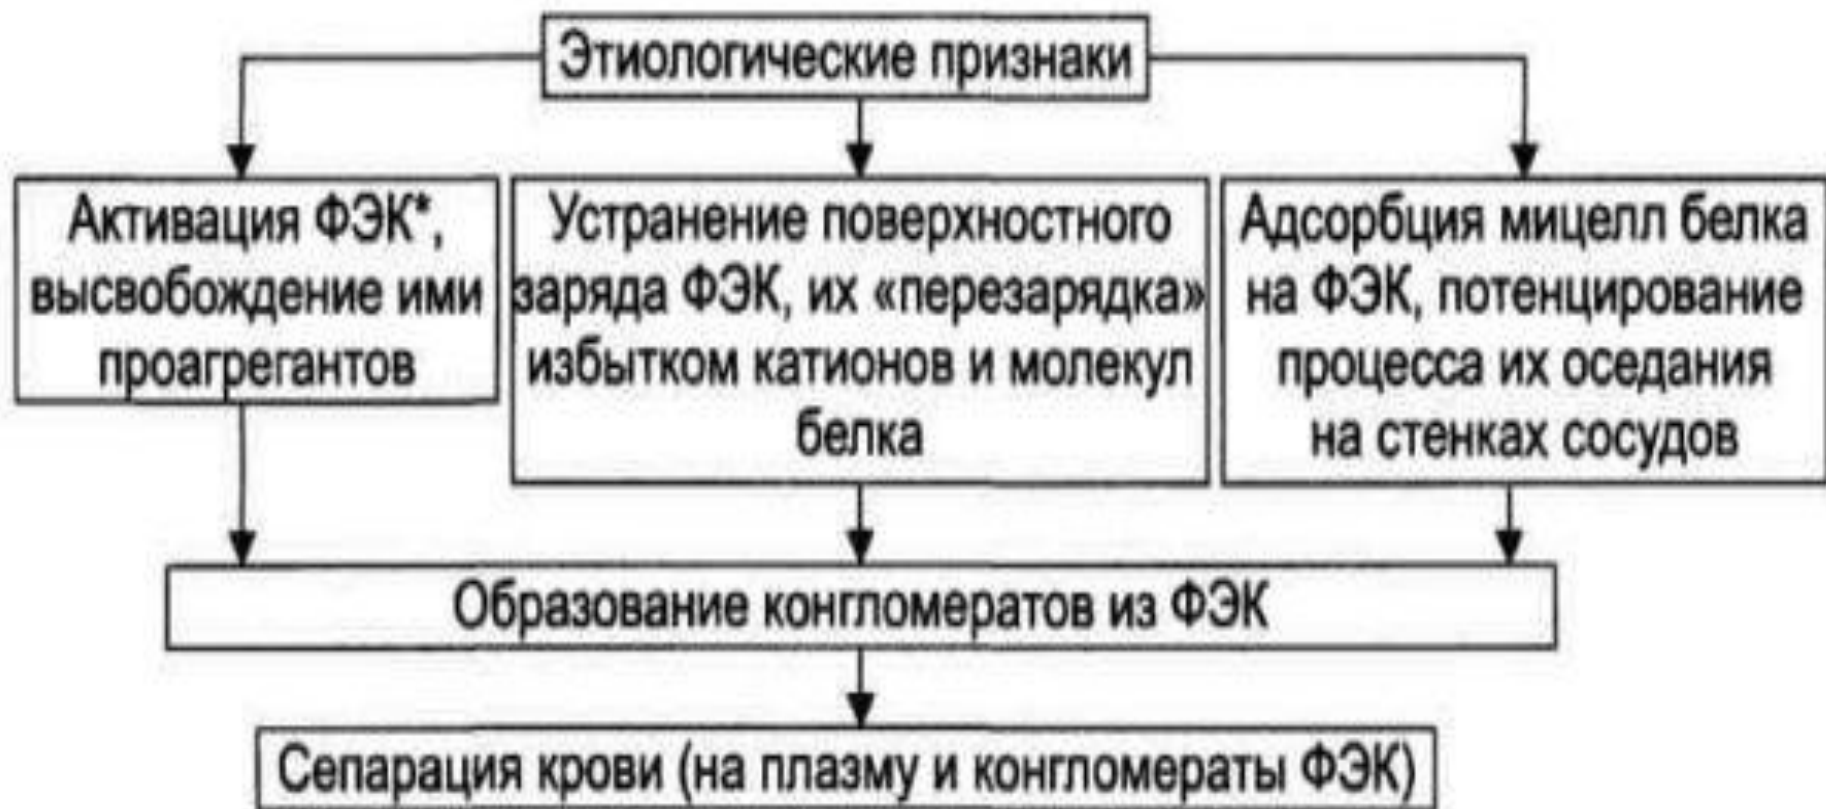 Этиологические признаки
Активация ФЭК*,
высвобождение ими
проагрегантов
Устранение поверхностного
заряда ФЭК, их «перезарядка»
избытком катионов и молекул
белка
Адсорбция мицелл белка
на ФЭК, потенцирование
процесса их оседания
на стенках сосудов
Образование конгломератов из ФЭК
Сепарация крови (на плазму и конгломераты ФЭК)